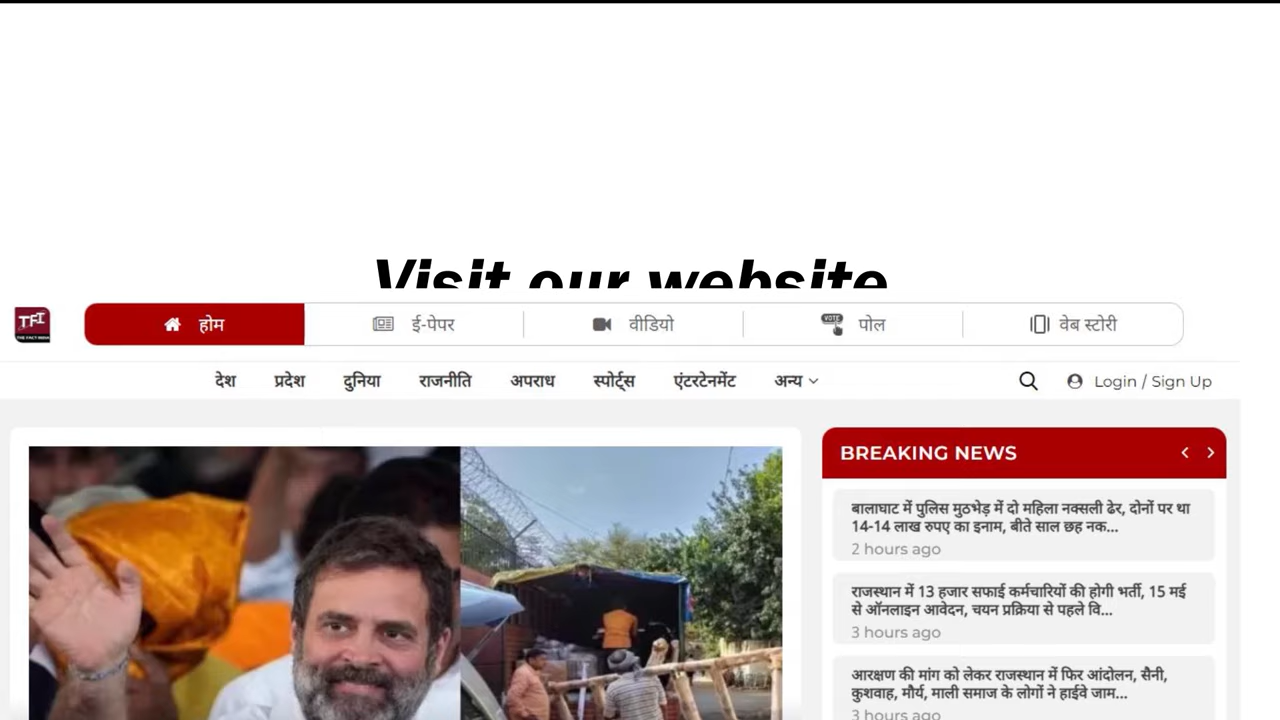 Visit our website
TFI
THE FACT INDIA
होम
ई-पेपर
वीडियो
VOTE
पोल
वेब स्टोरी
देश
प्रदेश
दुनिया
राजनीति
अपराध
स्पोर्ट्स
एंटरटेनमेंट
अन्य
Login / Sign Up
BREAKING NEWS
बालाघाट में पुलिस मुठभेड़ में दो महिला नक्सली ढेर, दोनों पर था
14-14 लाख रुपए का इनाम, बीते साल छह नक...
2 hours ago
राजस्थान में 13 हजार सफाई कर्मचारियों की होगी भर्ती, 15 मई
से ऑनलाइन आवेदन, चयन प्रक्रिया से पहले वि...
3 hours ago
आरक्षण की मांग को लेकर राजस्थान में फिर आंदोलन, सैनी,
कुशवाह, मौर्य, माली समाज के लोगों ने हाईवे जाम...
3 hours ago